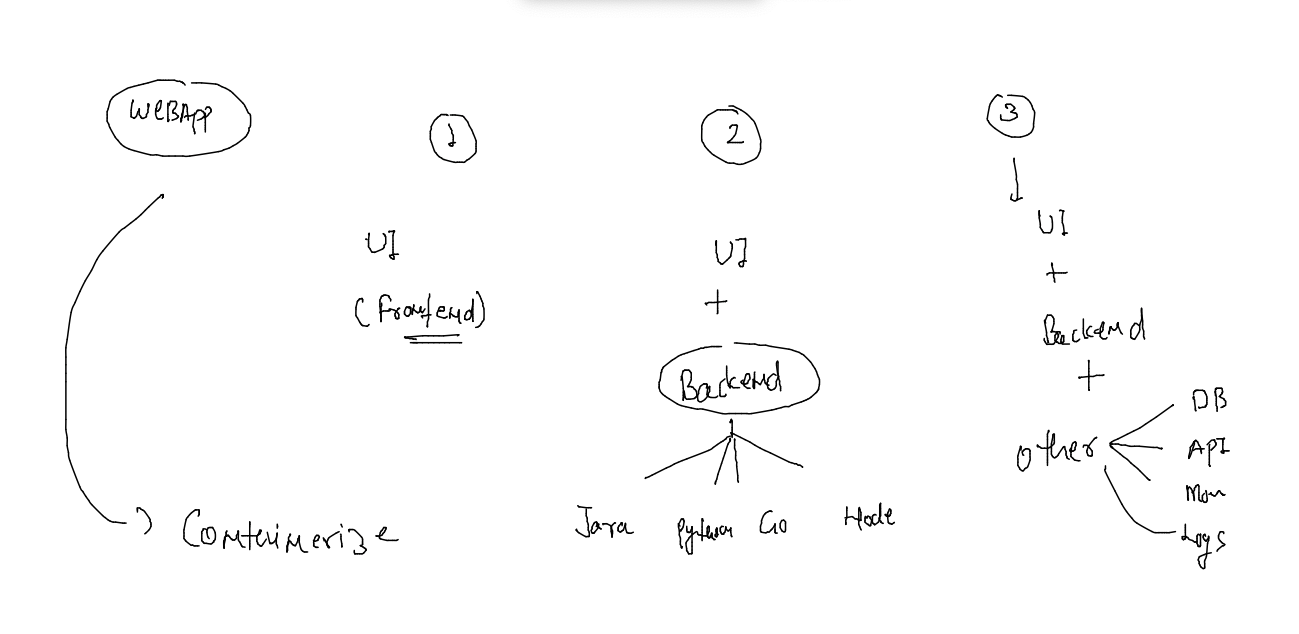 WEBAPP
1
2
3
UI
(Frontend)
UI
+
Backend
Java Python Go Node
UI
+
Backend
+
Other
DB
API
Mon
Logs
Containerize